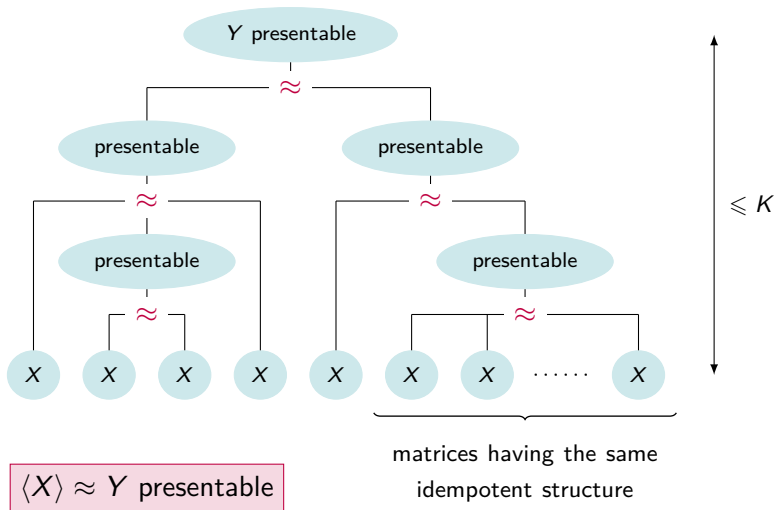 Y presentable
≈
presentable presentable
≈ ≈
⩽ K
presentable presentable
≈ ≈
X X X X X X X ...... X
matrices having the same
idempotent structure
⟨X⟩ ≈ Y presentable